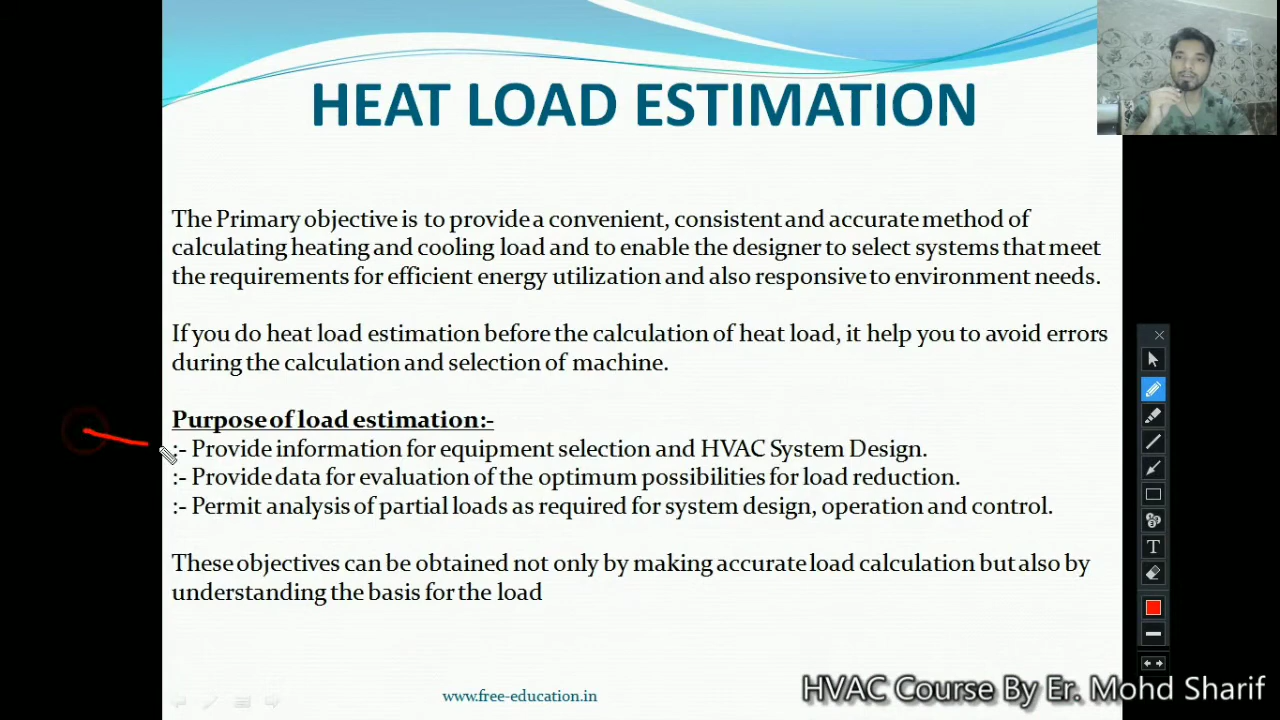 HEAT LOAD ESTIMATION
The Primary objective is to provide a convenient, consistent and accurate method of
calculating heating and cooling load and to enable the designer to select systems that meet
the requirements for efficient energy utilization and also responsive to environment needs.
If you do heat load estimation before the calculation of heat load, it help you to avoid errors
during the calculation and selection of machine.
Purpose of load estimation:-
:- Provide information for equipment selection and HVAC System Design.
:- Provide data for evaluation of the optimum possibilities for load reduction.
:- Permit analysis of partial loads as required for system design, operation and control.
These objectives can be obtained not only by making accurate load calculation but also by
understanding the basis for the load
www.free-education.in
HVAC Course By Er. Mohd Sharif